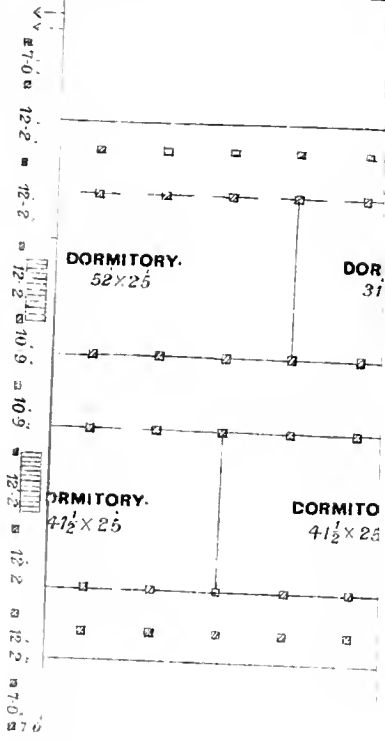 7-0
12-2
12-2
12-2
10-9
10-9
12-2
12-2
12-2
7-0
7-0
DORMITORY.
52 X 25
DOR
31
ORMITORY.
41½ X 25
DORMITO
41½ X 25